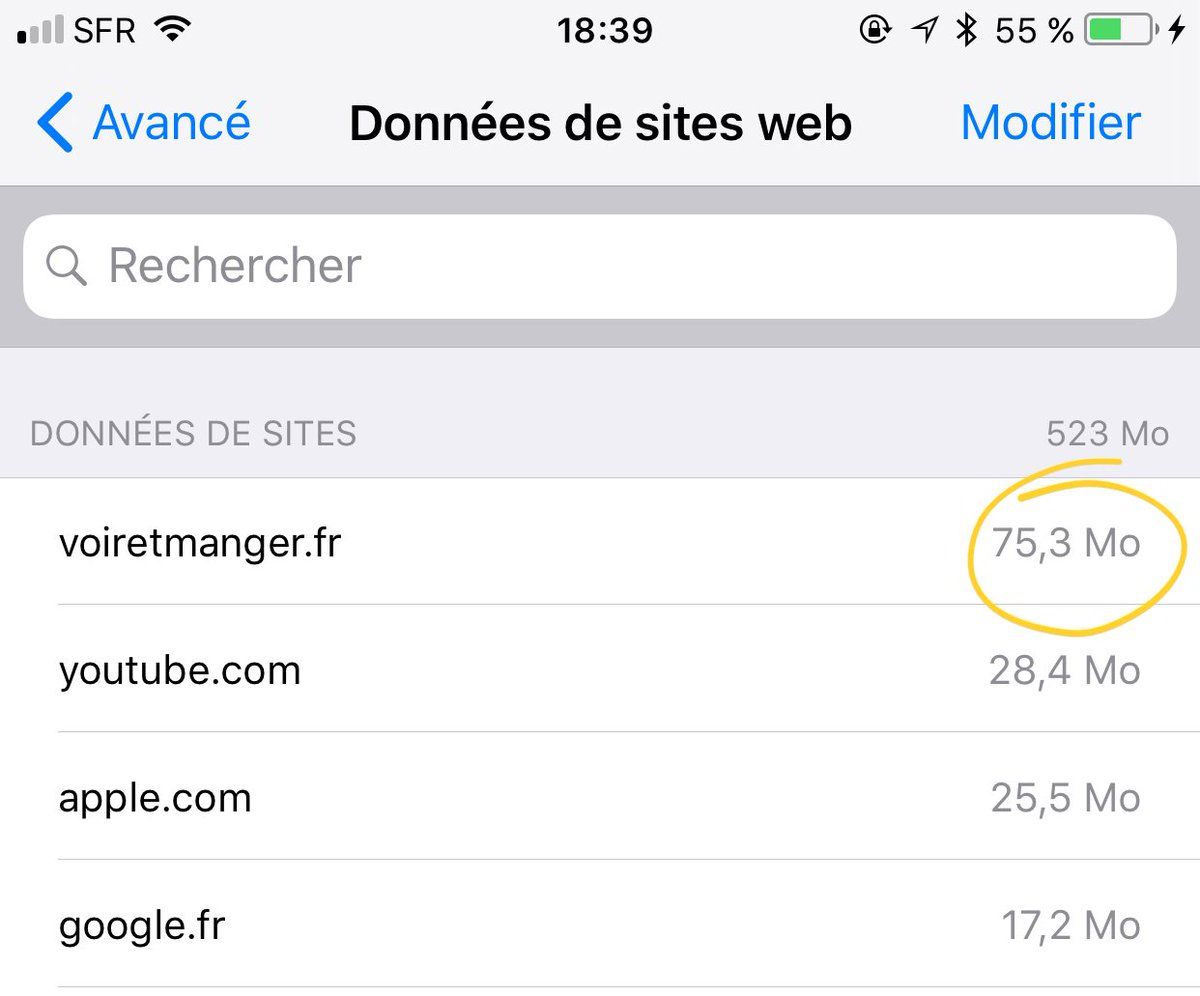 SFR 18:39 55 %
Avancé Données de sites web Modifier
Rechercher
DONNÉES DE SITES 523 Mo
voiretmanger.fr 75,3 Mo
youtube.com 28,4 Mo
apple.com 25,5 Mo
google.fr 17,2 Mo